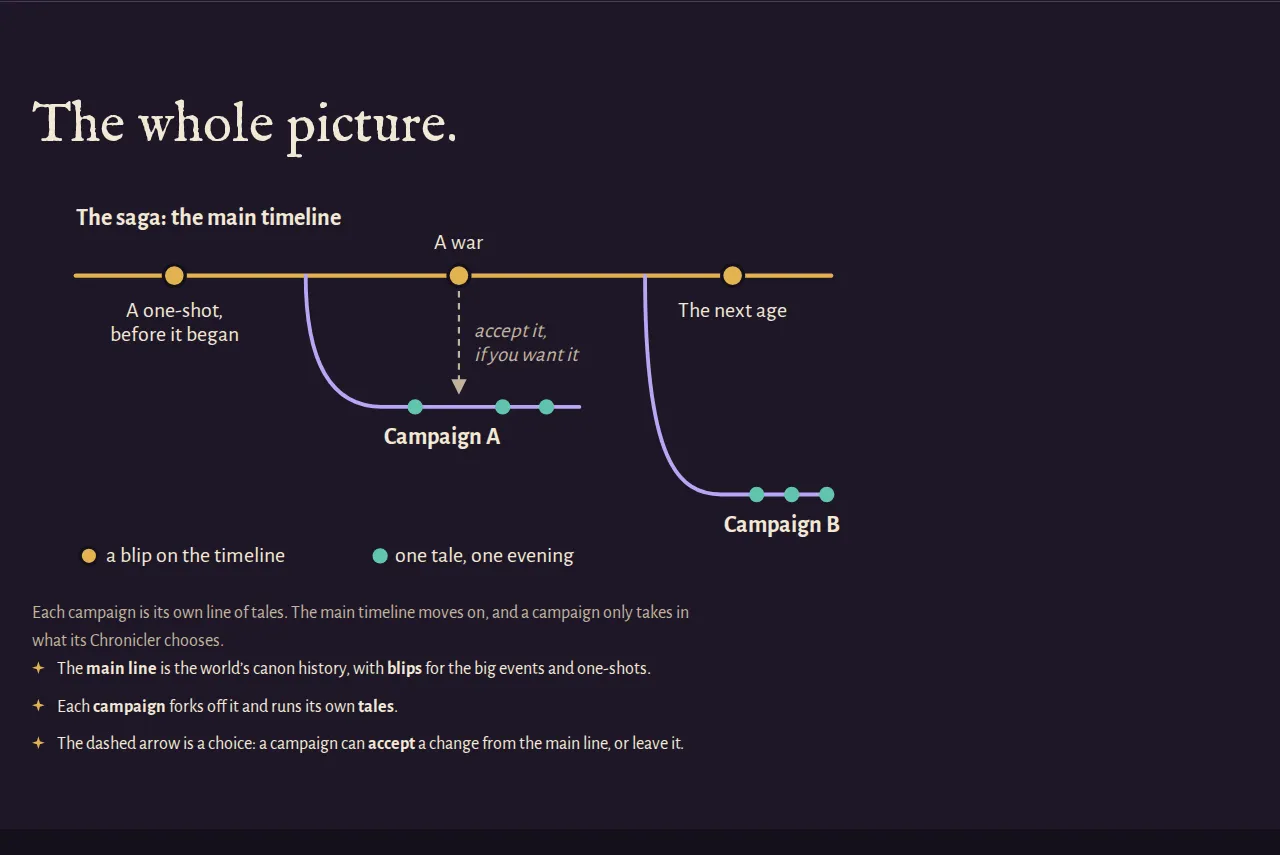 The whole picture.
The saga: the main timeline
A war
A one-shot,
before it began
The next age
accept it,
if you want it
Campaign A
Campaign B
a blip on the timeline
one tale, one evening
Each campaign is its own line of tales. The main timeline moves on, and a campaign only takes in
what its Chronicler chooses.
The main line is the world's canon history, with blips for the big events and one-shots.
Each campaign forks off it and runs its own tales.
The dashed arrow is a choice: a campaign can accept a change from the main line, or leave it.